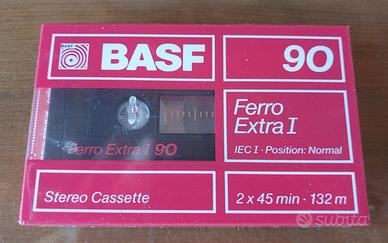 BASF
BASF
90
Ferro
Extra I
IEC I · Position: Normal
Ferro Extra I 90
Stereo Cassette
2 x 45 min · 132 m
subito